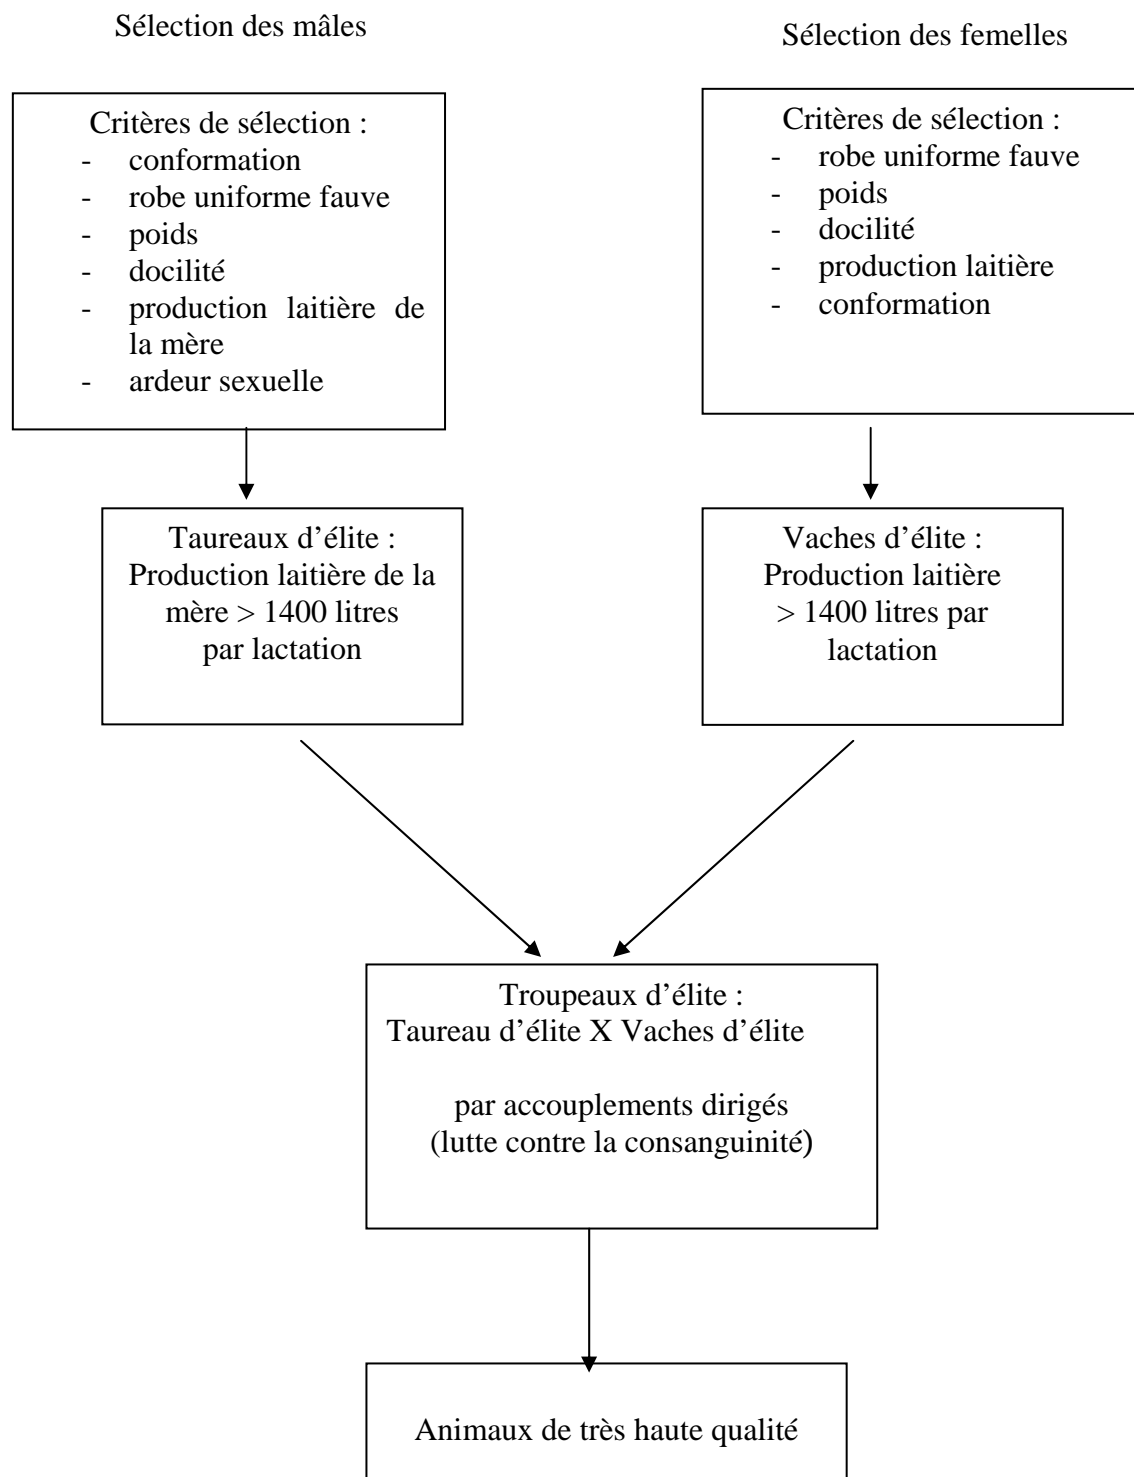 Sélection des mâles
Sélection des femelles
Critères de sélection :
- conformation
- robe uniforme fauve
- poids
- docilité
- production laitière de
la mère
- ardeur sexuelle
Critères de sélection :
- robe uniforme fauve
- poids
- docilité
- production laitière
- conformation
Taureaux d’élite :
Production laitière de la
mère > 1400 litres
par lactation
Vaches d’élite :
Production laitière
> 1400 litres par
lactation
Troupeaux d’élite :
Taureau d’élite X Vaches d’élite
par accouplements dirigés
(lutte contre la consanguinité)
Animaux de très haute qualité